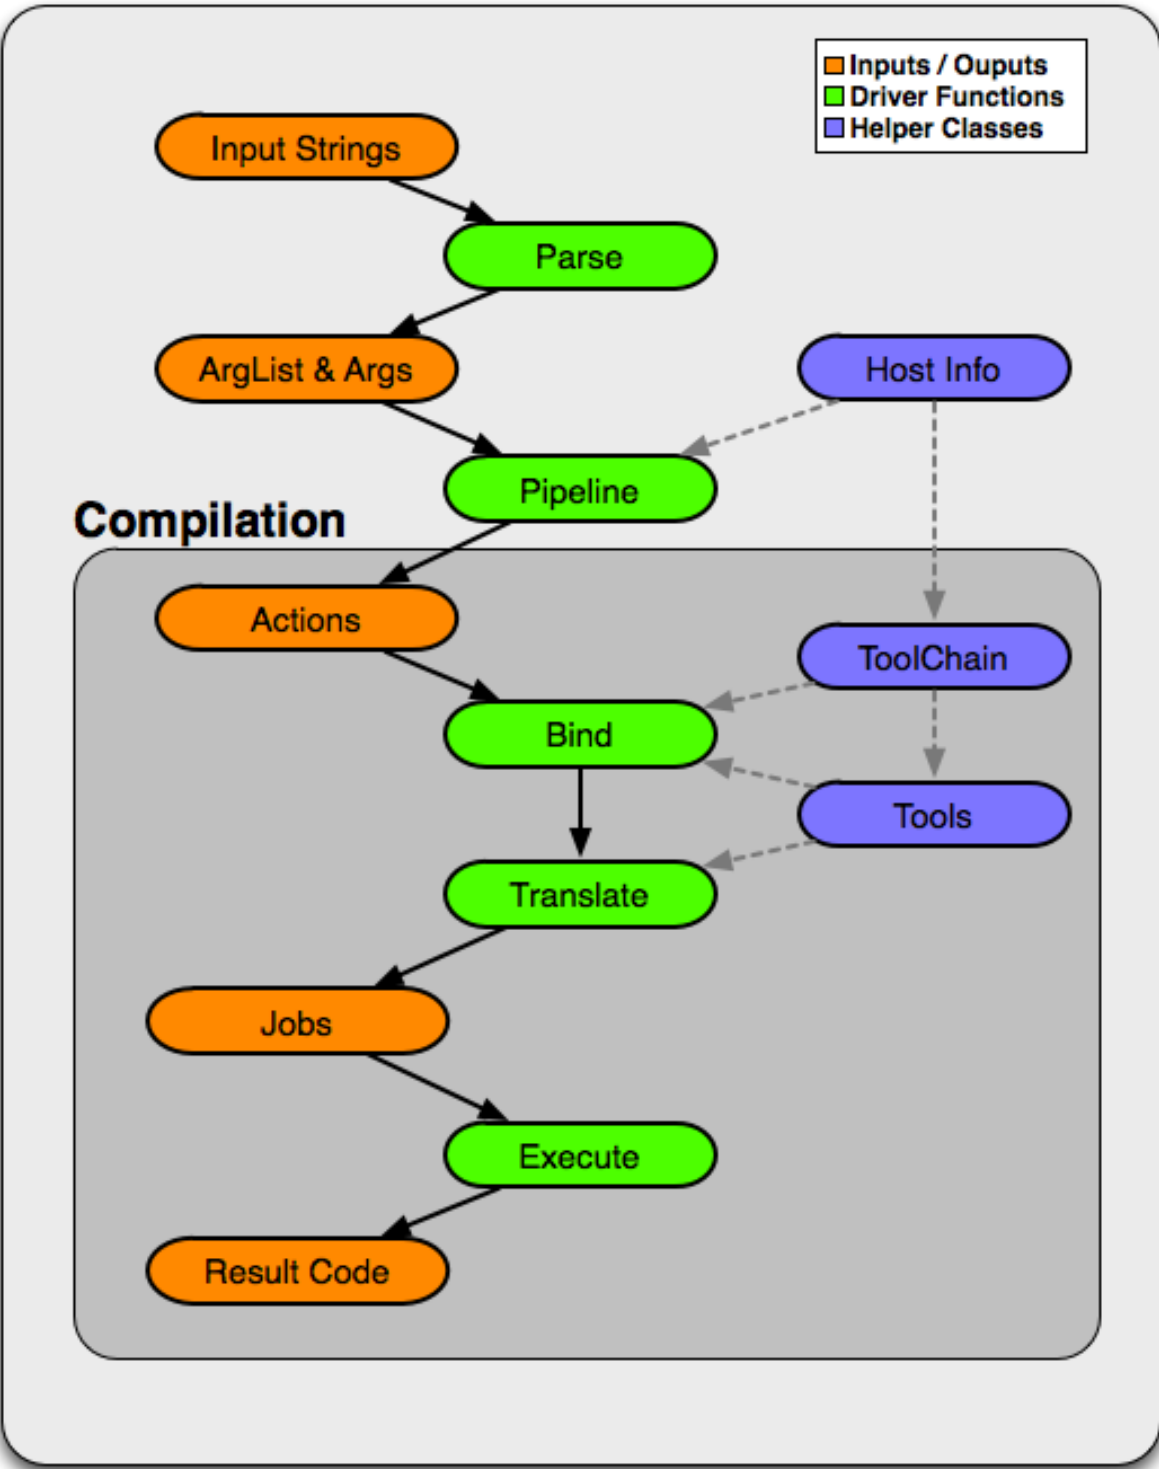 Inputs / Ouputs
Driver Functions
Helper Classes
Input Strings
Parse
ArgList & Args
Host Info
Pipeline
Compilation
Actions
ToolChain
Bind
Tools
Translate
Jobs
Execute
Result Code